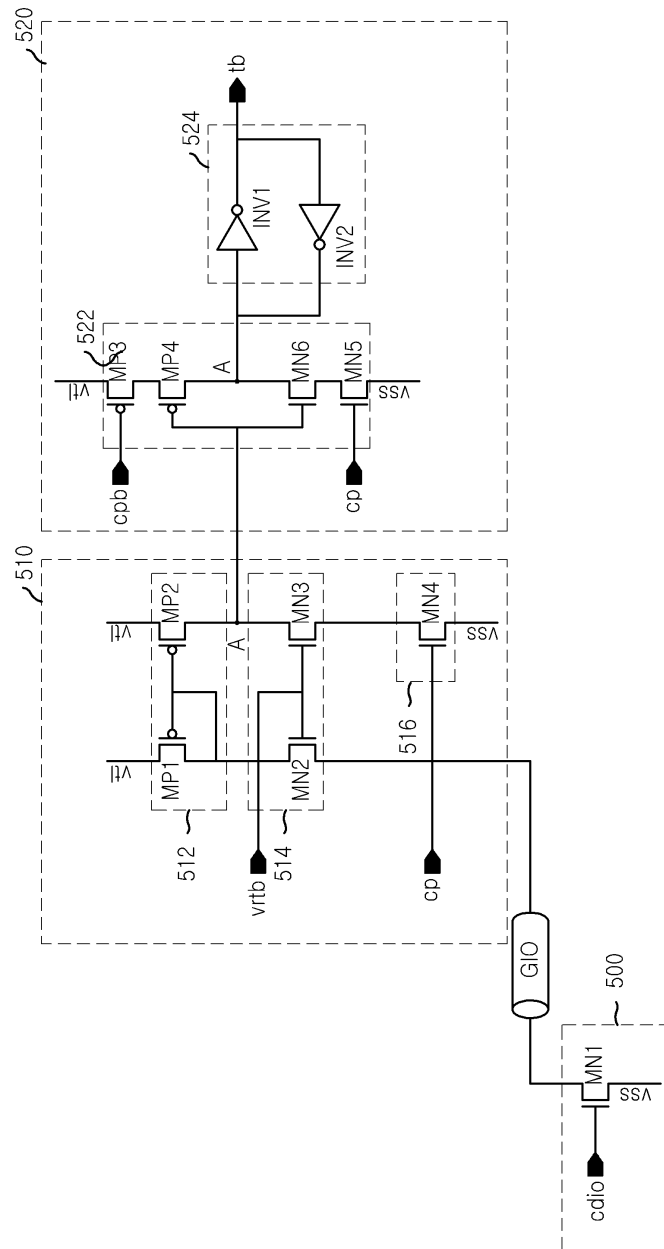 520
tb
524
INV1
INV2
522
MP3
MP4
A
MN6
MN5
vtl
vss
cpb
cp
510
vtl
MP2
MN3
MN4
A
vss
516
vtl
MP1
MN2
512
514
vrtb
cp
GIO
500
MN1
vss
cdio